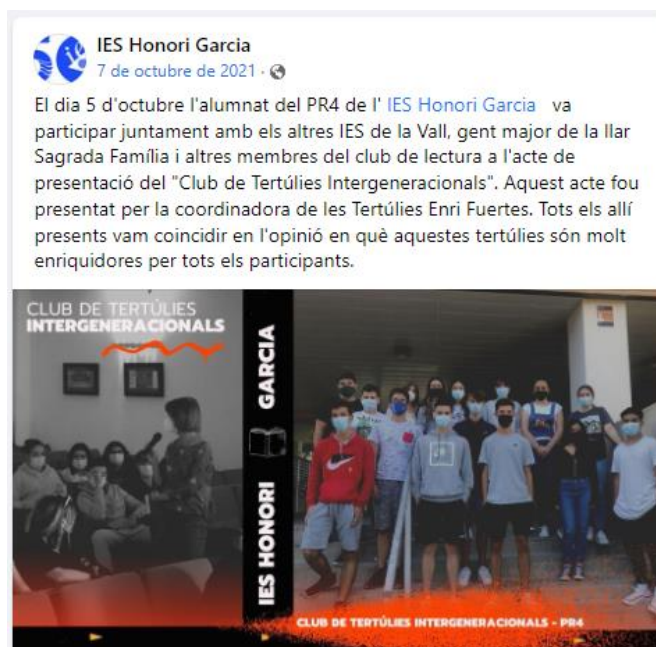 IES Honori Garcia
7 de octubre de 2021 ·
El dia 5 d'octubre l'alumnat del PR4 de l' IES Honori Garcia va
participar juntament amb els altres IES de la Vall, gent major de la llar
Sagrada Família i altres membres del club de lectura a l'acte de
presentació del "Club de Tertúlies Intergeneracionals". Aquest acte fou
presentat per la coordinadora de les Tertúlies Enri Fuertes. Tots els allí
presents vam coincidir en l'opinió en què aquestes tertúlies són molt
enriquidores per tots els participants.
CLUB DE TERTÚLIES
INTERGENERACIONALS
IES HONORI GARCIA
CLUB DE TERTÚLIES INTERGENERACIONALS - PR4